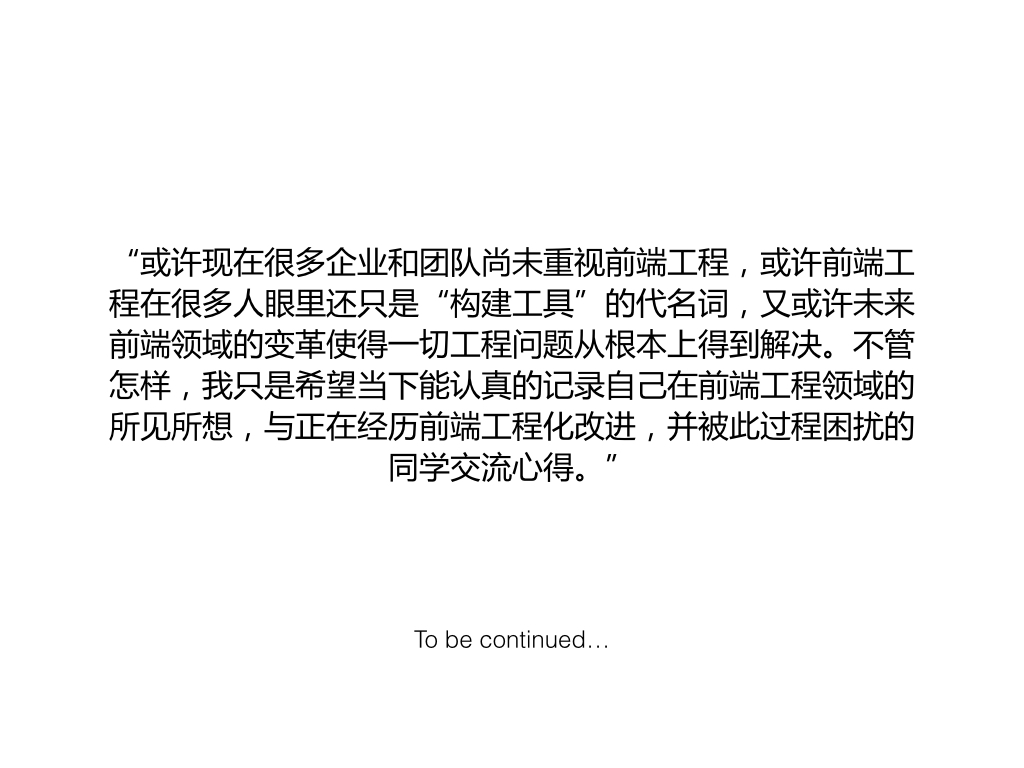 “或许现在很多企业和团队尚未重视前端工程，或许前端工
程在很多人眼里还只是“构建工具”的代名词，又或许未来
前端领域的变革使得一切工程问题从根本上得到解决。不管
怎样，我只是希望当下能认真的记录自己在前端工程领域的
所见所想，与正在经历前端工程化改进，并被此过程困扰的
同学交流心得。”
To be continued…